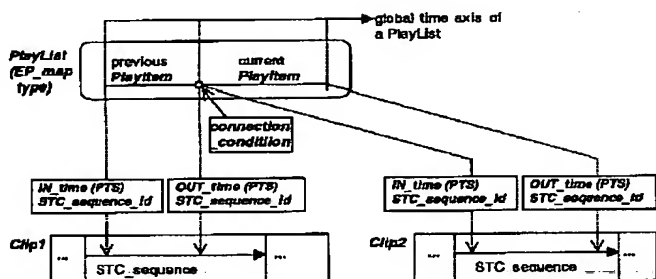 global time axis of
a PlayList
PlayList
(EP_map
type)
previous
PlayItem
current
PlayItem
connection
_condition
IN_time (PTS)
STC_sequence_id
OUT_time (PTS)
STC_sequence_id
IN_time (PTS)
STC_sequence_id
OUT_time (PTS)
STC_sequence_id
Clip1
...
STC_sequence
...
Clip2
...
STC sequence
...